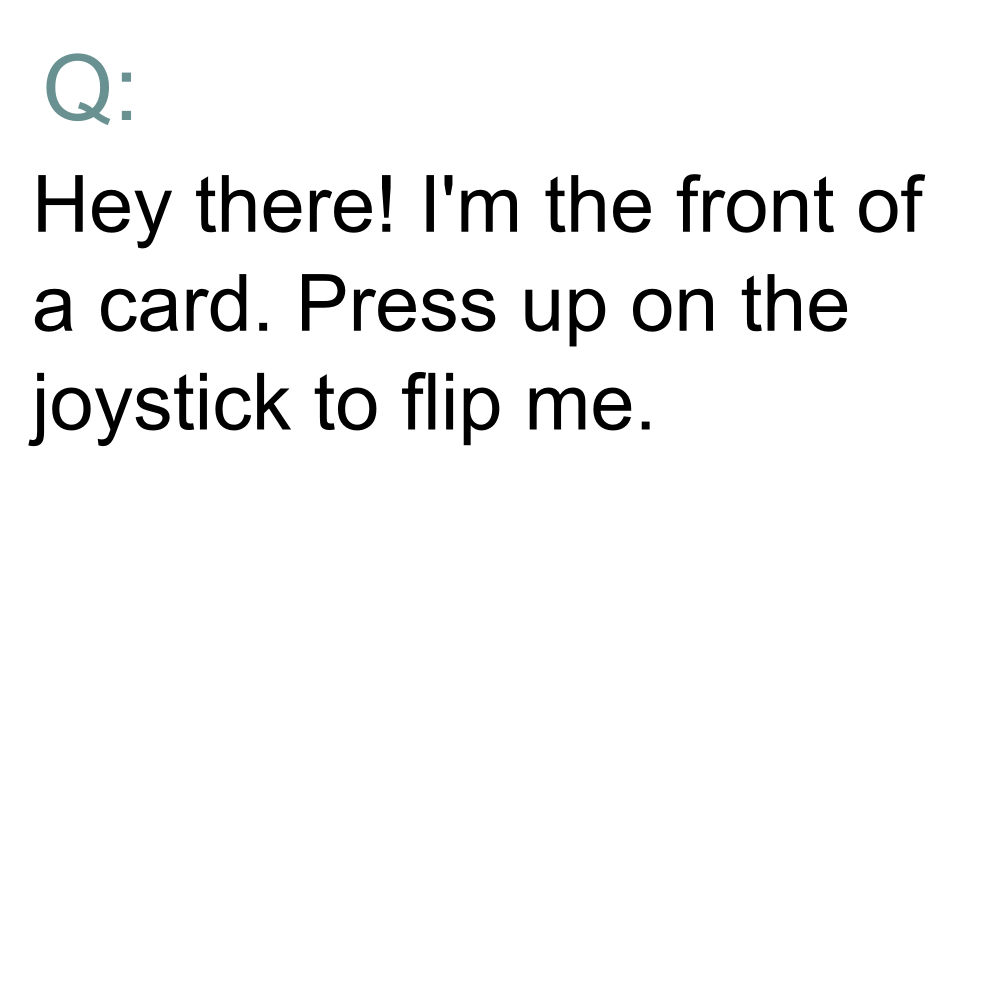 Q:
Hey there! I'm the front of
a card. Press up on the
joystick to flip me.